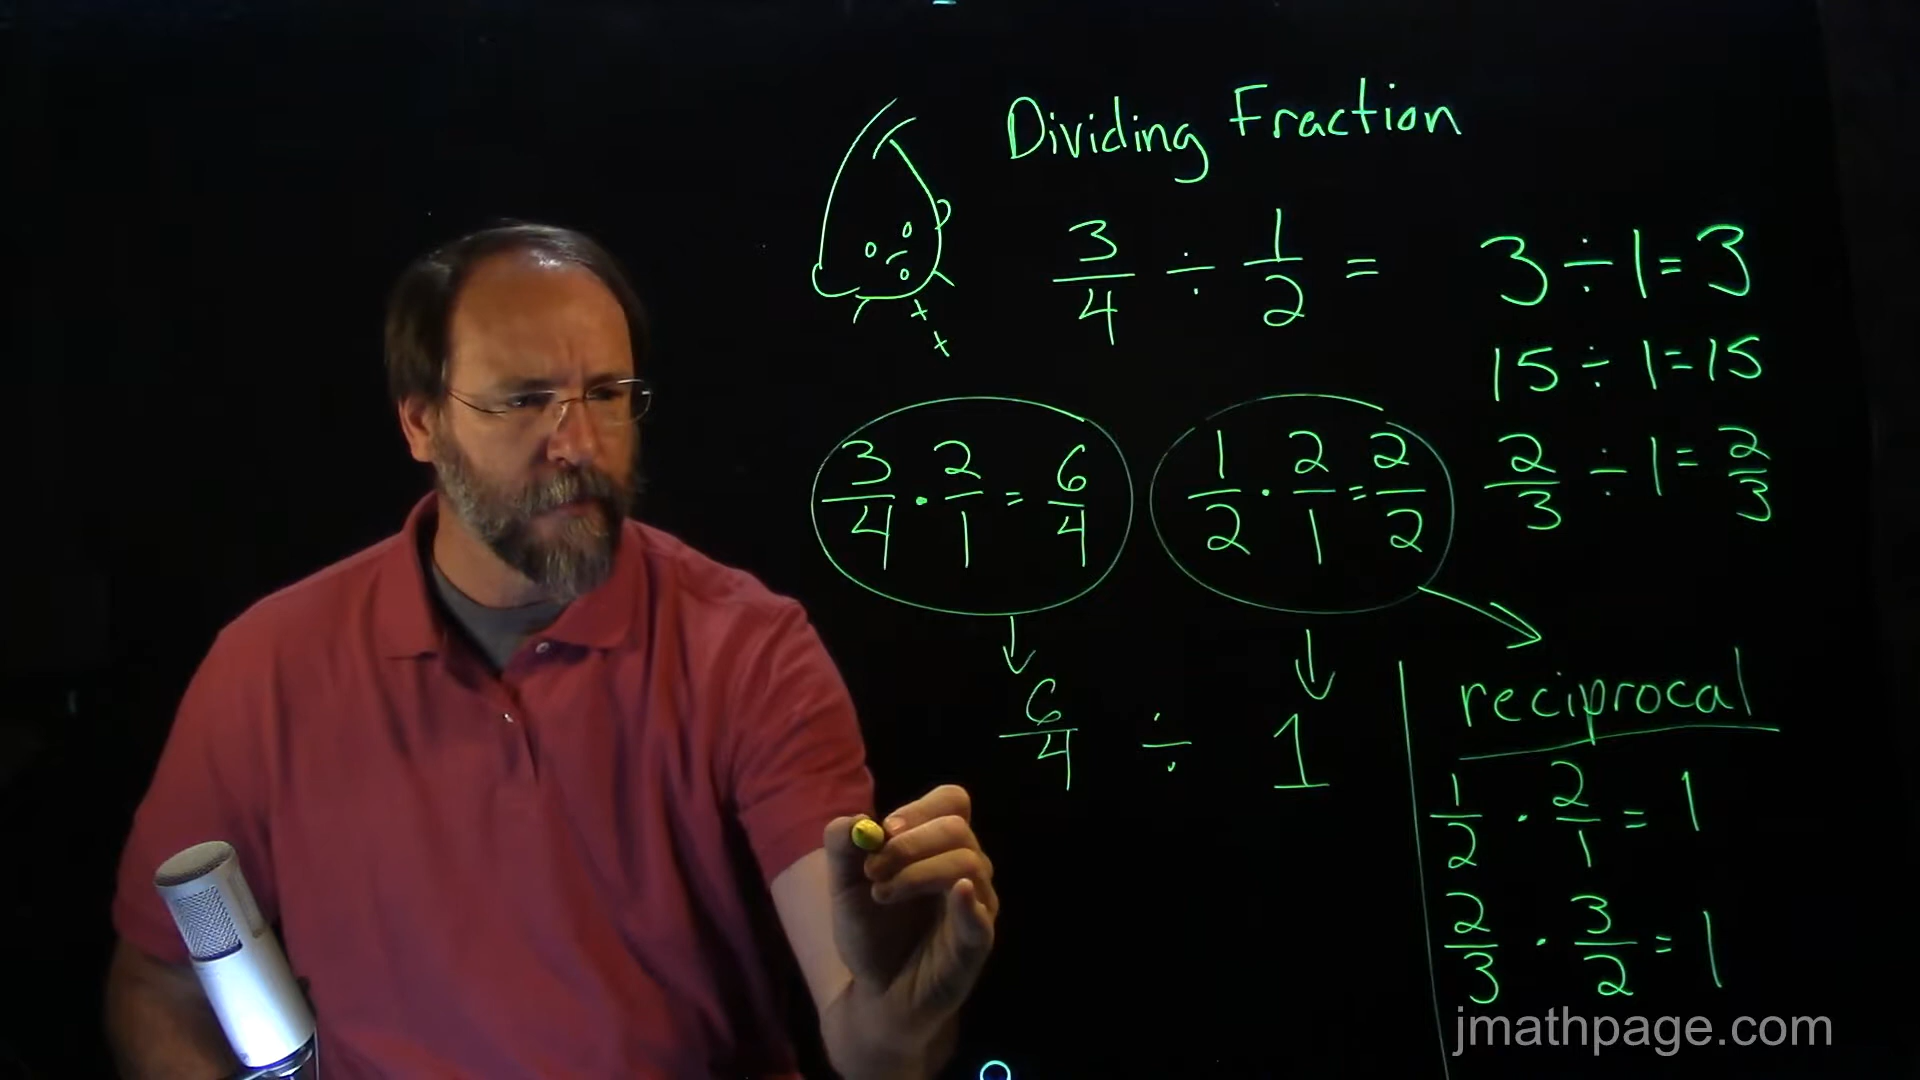 Dividing Fraction
3/4 ÷ 1/2 =
3 ÷ 1 = 3
15 ÷ 1 = 15
2/3 ÷ 1 = 2/3
3/4 · 2/1 = 6/4
1/2 · 2/1 = 2/2
6/4 ÷ 1
reciprocal
1/2 · 2/1 = 1
2/3 · 3/2 = 1
jmathpage.com